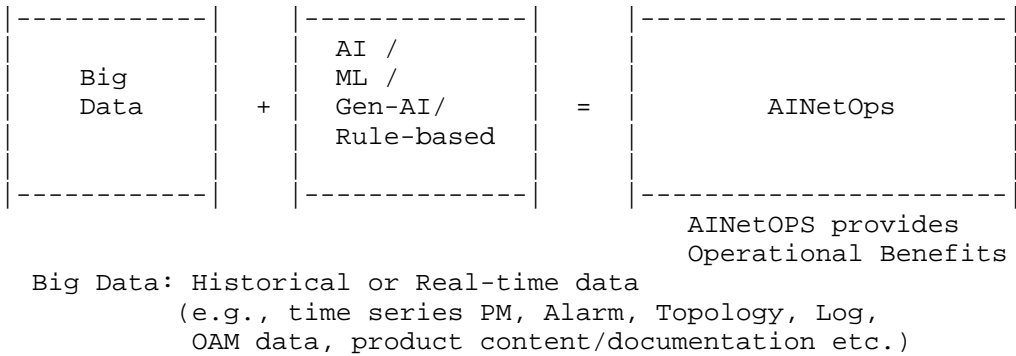 |------------|    |--------------|     |-----------------------|
|            |    |  AI /        |     |                       |
|    Big     |    |  ML /        |     |                       |
|    Data    |  + |  Gen-AI/     |  =  |        AINetOps       |
|            |    |  Rule-based  |     |                       |
|            |    |              |     |                       |
|------------|    |--------------|     |-----------------------|
AINetOPS provides
Operational Benefits
Big Data: Historical or Real-time data
(e.g., time series PM, Alarm, Topology, Log,
OAM data, product content/documentation etc.)